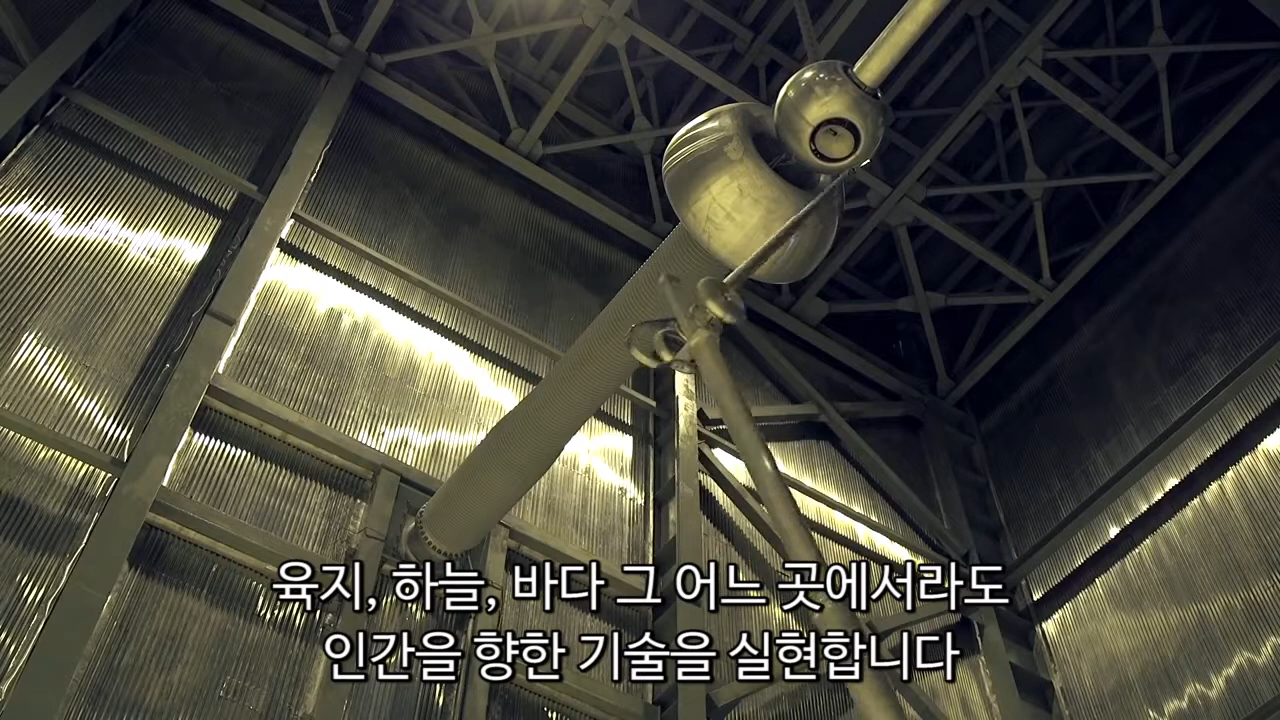 육지, 하늘, 바다 그 어느 곳에서라도
인간을 향한 기술을 실현합니다